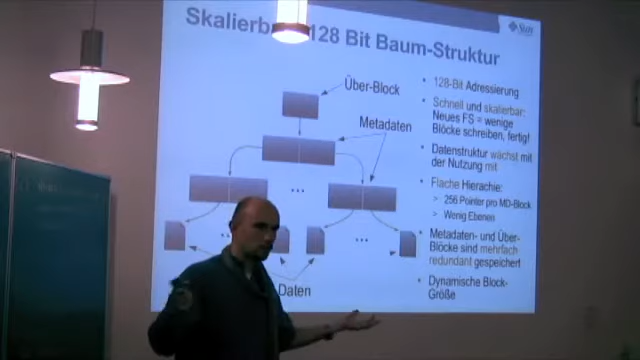 Skalierb 128 Bit Baum-Struktur
Sun
Über-Block
Metadaten
Daten
128-Bit Adressierung
Schnell und skalierbar:
Neues FS = wenige
Blöcke schreiben, fertig!
Datenstruktur wächst mit
der Nutzung mit
Flache Hierachie:
> 256 Pointer pro MD-Block
> Wenig Ebenen
Metadaten- und Über-
Blöcke sind mehrfach
redundant gespeichert
Dynamische Block-
Größe